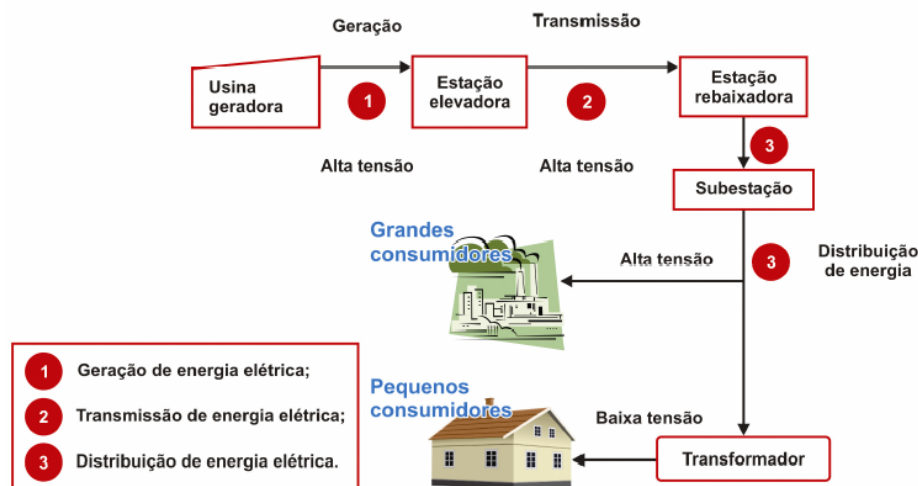 Geração
Transmissão
Usina
geradora
1
Estação
elevadora
2
Estação
rebaixadora
Alta tensão
Alta tensão
3
Subestação
Grandes
consumidores
Alta tensão
3
Distribuição
de energia
1 Geração de energia elétrica;
2 Transmissão de energia elétrica;
3 Distribuição de energia elétrica.
Pequenos
consumidores
Baixa tensão
Transformador